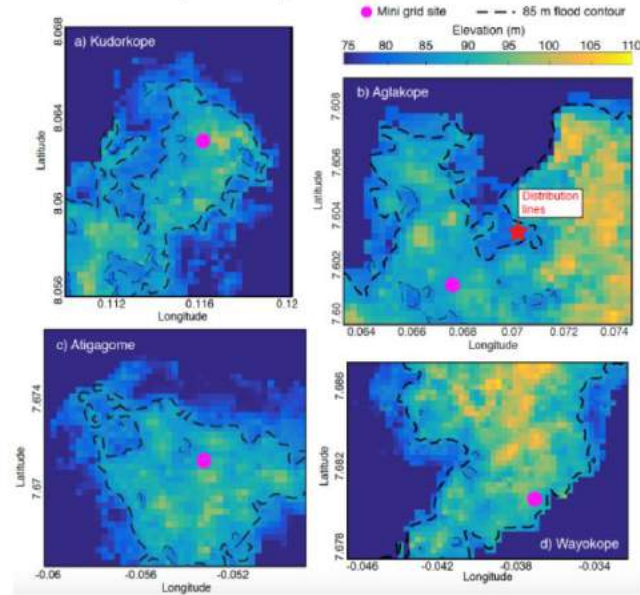 Mini grid site
85 m flood contour
Elevation (m)
75 80 85 90 95 100 105 110
a) Kudorkope
8.068
8.064
8.06
8.056
Latitude
0.112 0.116 0.12
Longitude
b) Aglakope
7.608
7.606
7.604
7.602
7.60
Latitude
Distribution
lines
0.064 0.066 0.068 0.07 0.072 0.074
Longitude
c) Atigagome
7.674
7.67
Latitude
-0.06 -0.056 -0.052
Longitude
7.686
7.682
7.678
Latitude
d) Wayokope
-0.046 -0.042 -0.038 -0.034
Longitude